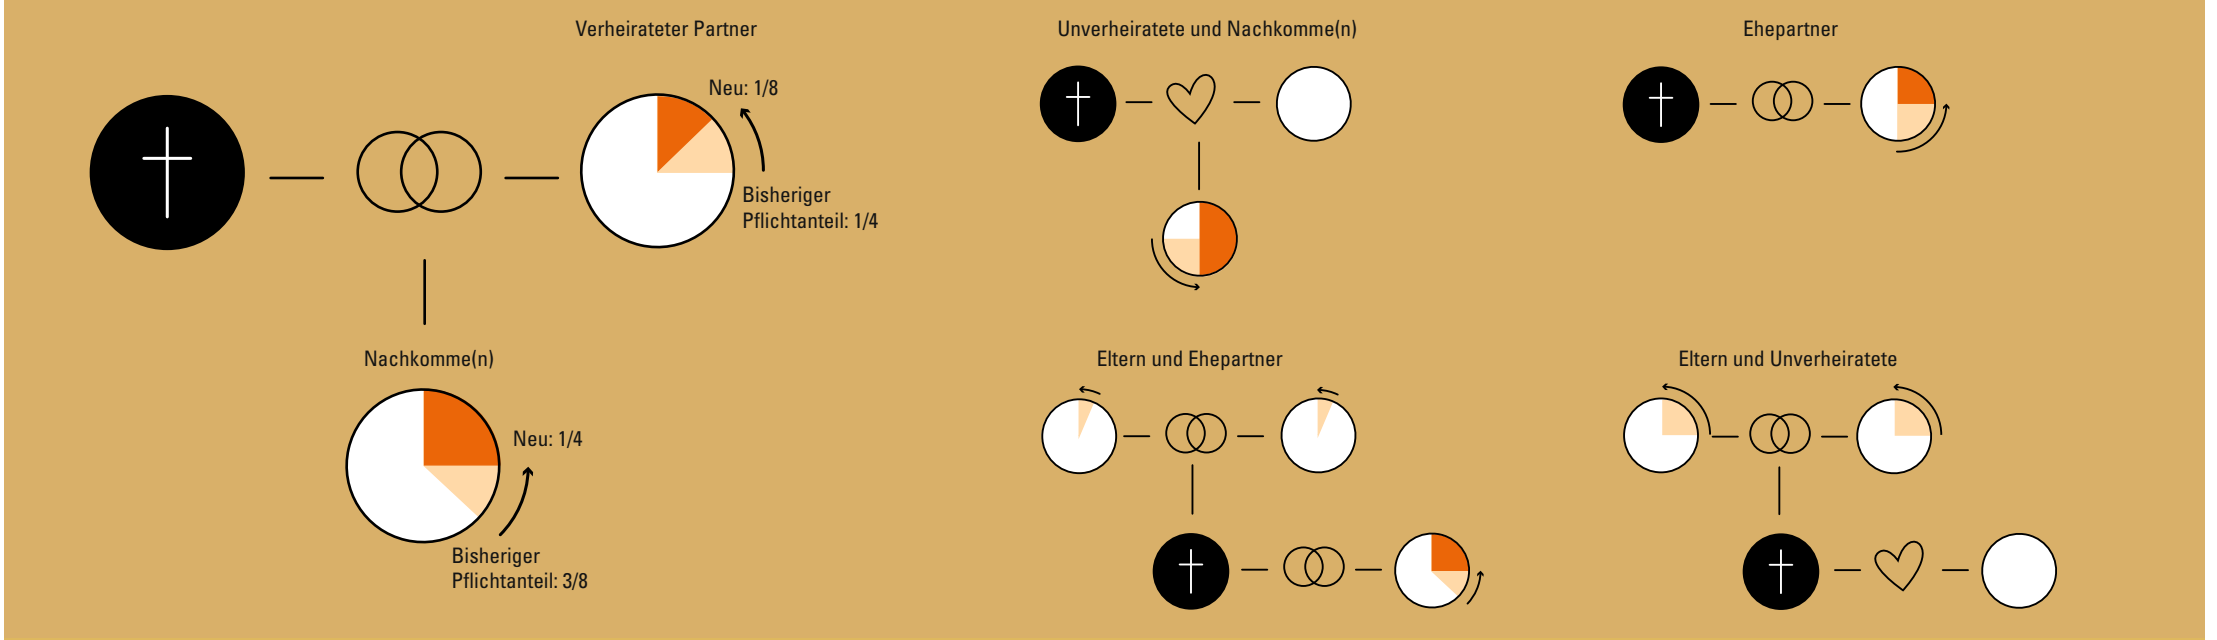 Verheirateter Partner
Neu: 1/8
Bisheriger
Pflichtanteil: 1/4
Nachkomme(n)
Neu: 1/4
Bisheriger
Pflichtanteil: 3/8
Unverheiratete und Nachkomme(n)
Ehepartner
Eltern und Ehepartner
Eltern und Unverheiratete